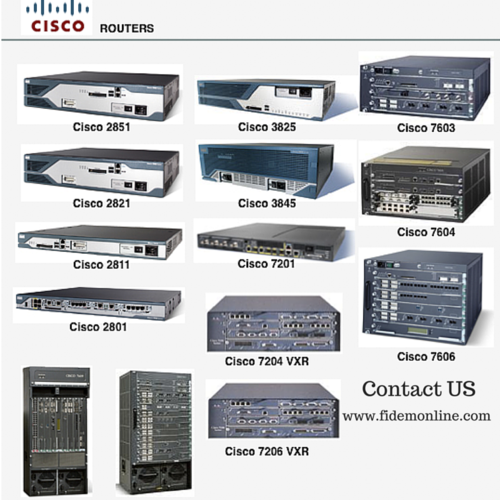 CISCO
ROUTERS
Cisco 2851
Cisco 3825
Cisco 7603
Cisco 2821
Cisco 3845
Cisco 7604
Cisco 2811
Cisco 7201
Cisco 2801
Cisco 7204 VXR
Cisco 7606
Contact US
www.fidemonline.com
Cisco 7206 VXR